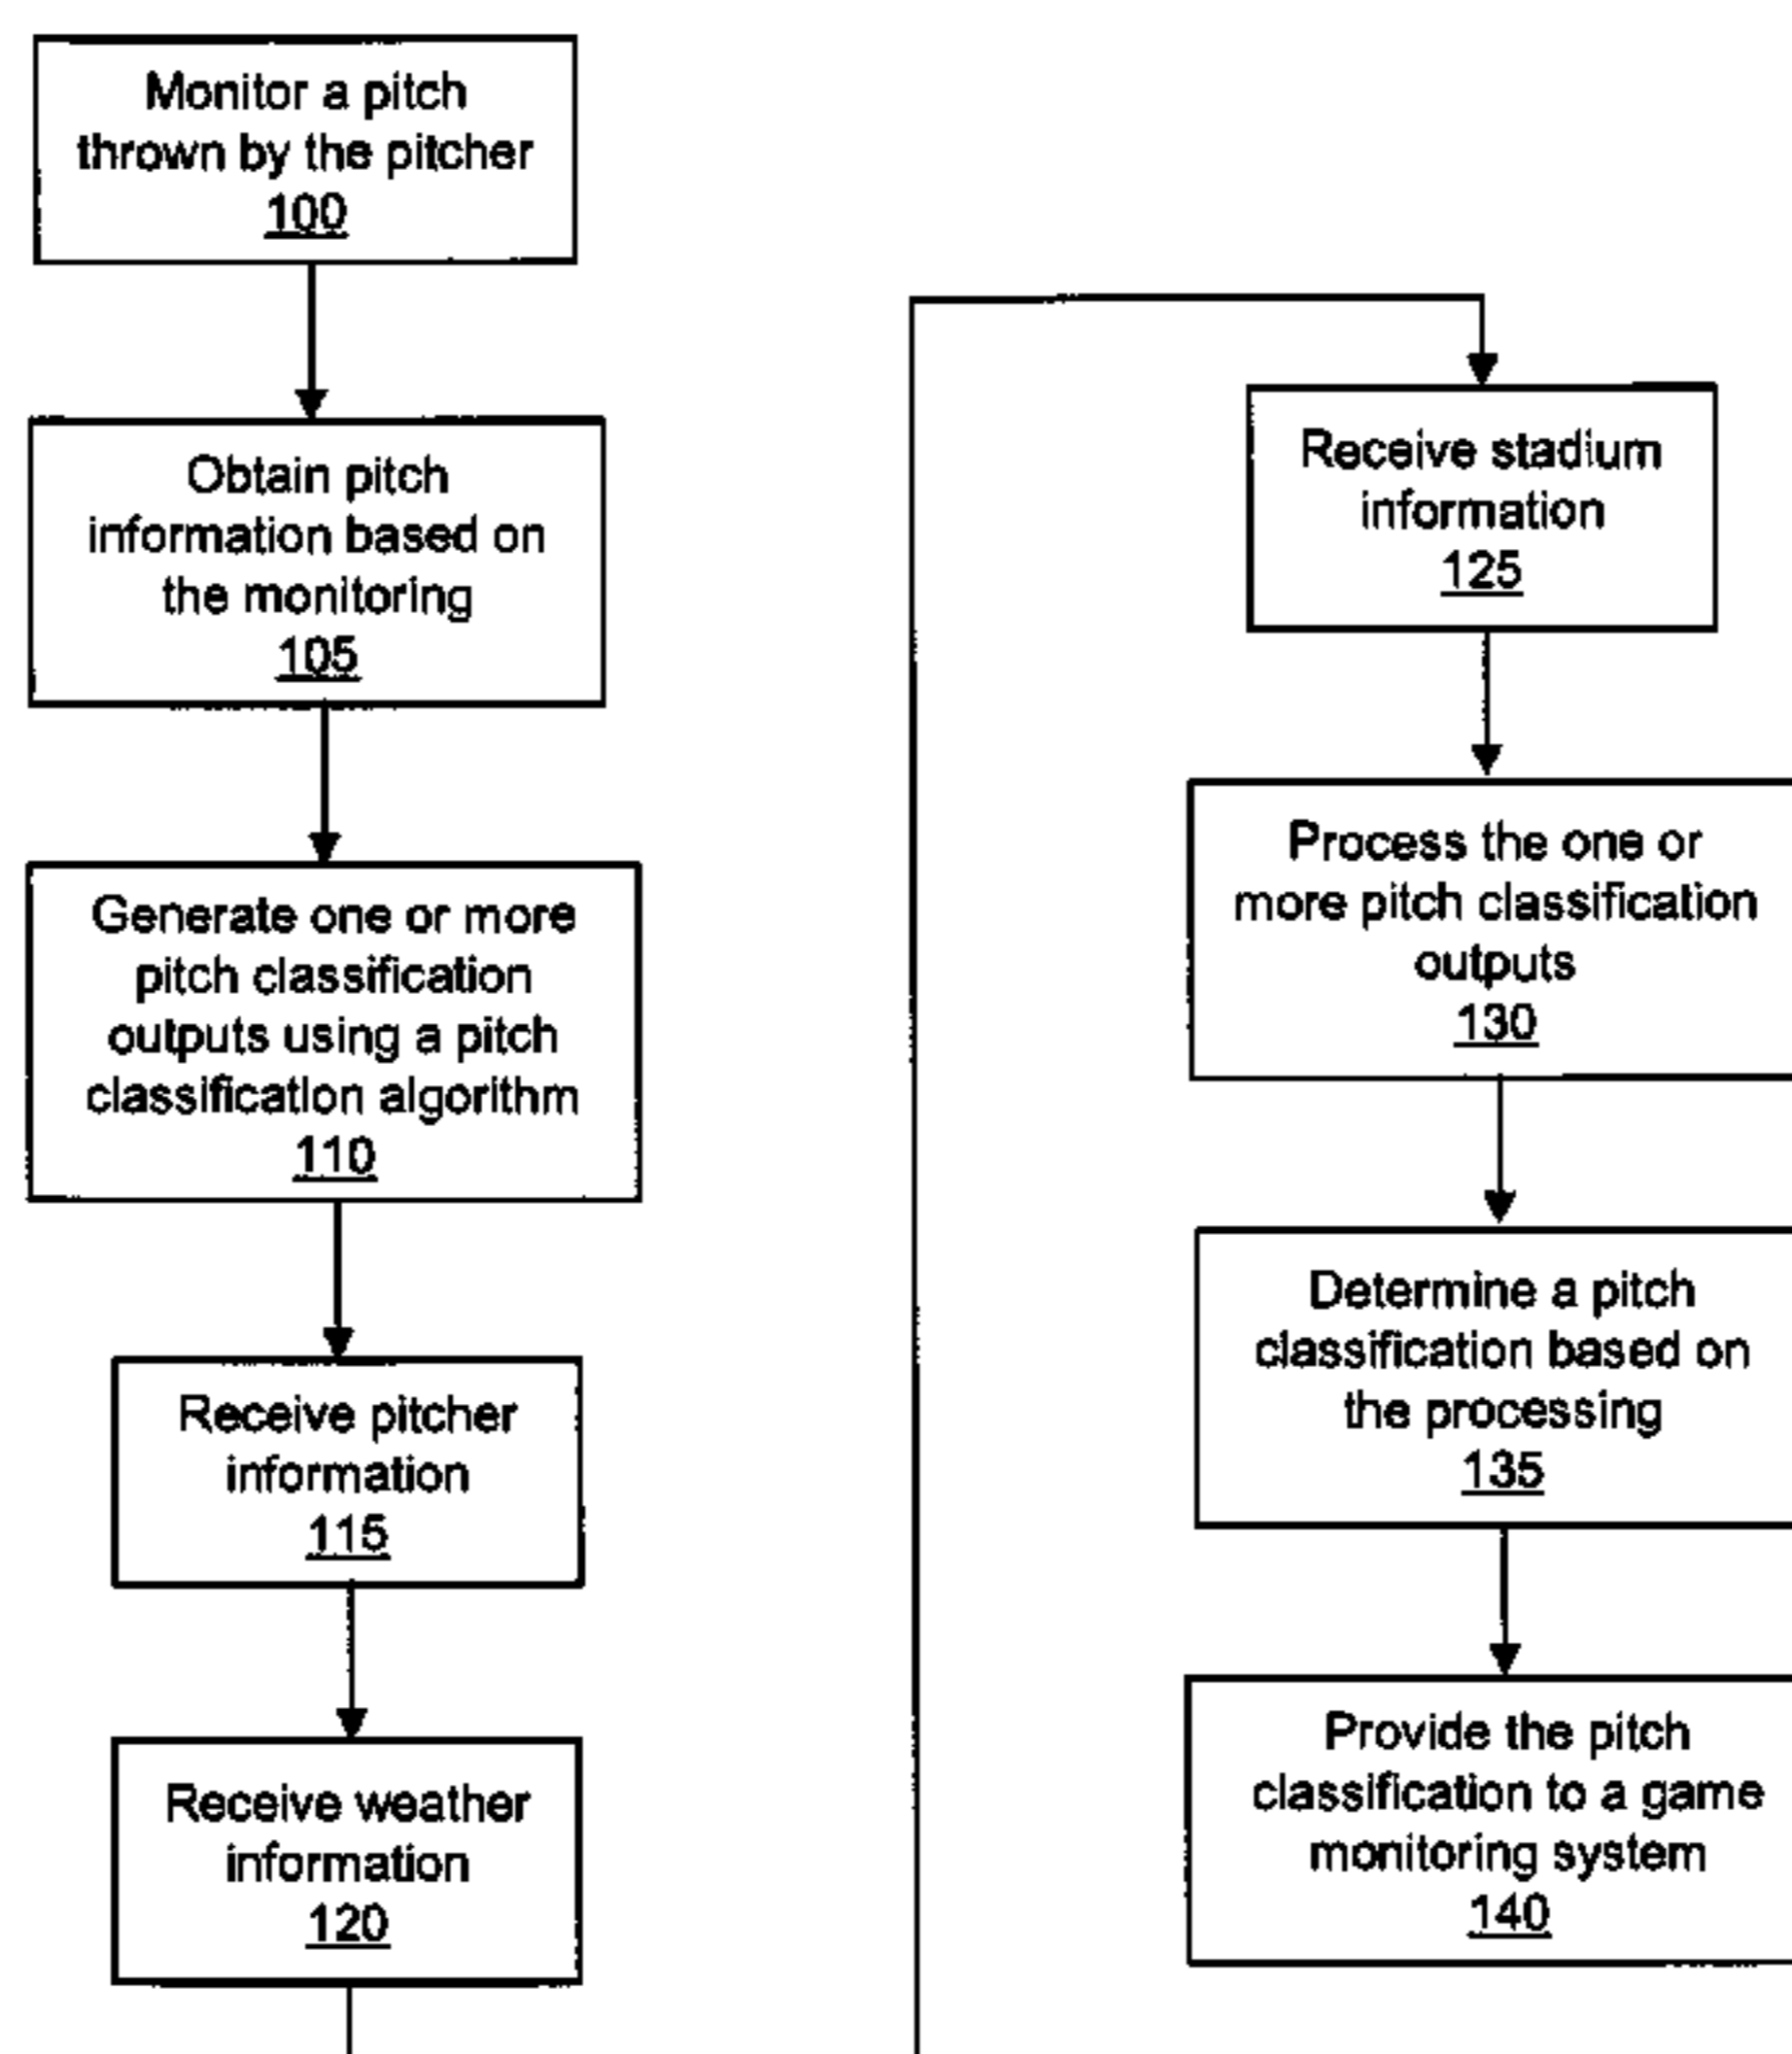 Monitor a pitch
thrown by the pitcher
100
Obtain pitch
information based on
the monitoring
105
Generate one or more
pitch classification
outputs using a pitch
classification algorithm
110
Receive pitcher
information
115
Receive weather
information
120
Receive stadium
information
125
Process the one or
more pitch classification
outputs
130
Determine a pitch
classification based on
the processing
135
Provide the pitch
classification to a game
monitoring system
140